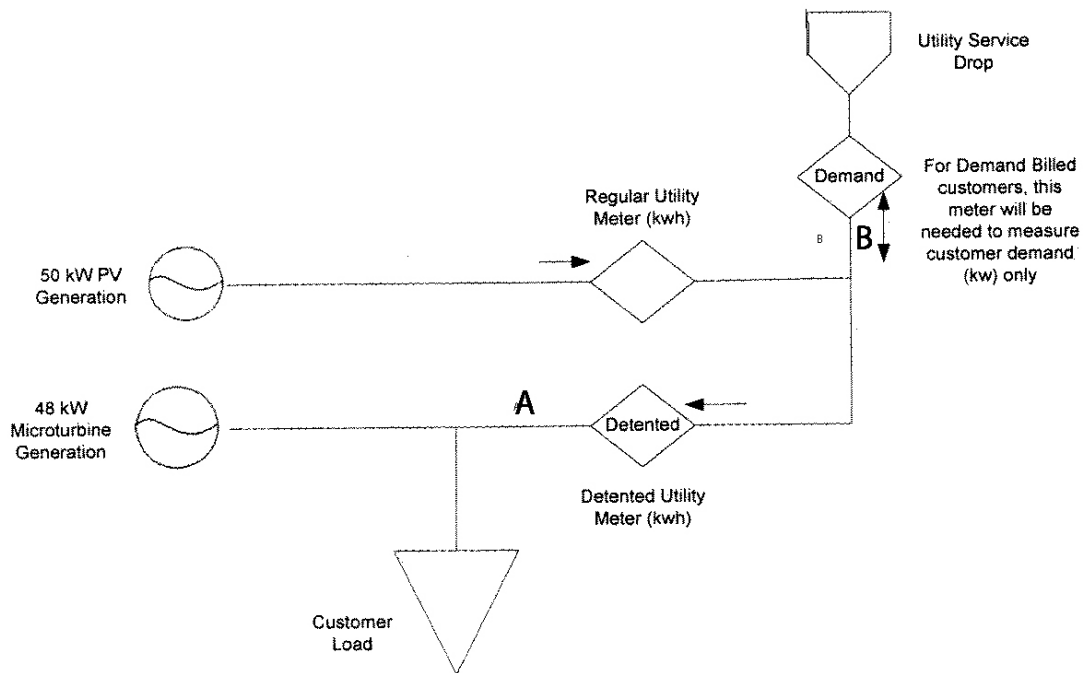 Utility Service
Drop
Demand
For Demand Billed
customers, this
meter will be
needed to measure
customer demand
(kw) only
Regular Utility
Meter (kwh)
B
B
50 kW PV
Generation
48 kW
Microturbine
Generation
A
Detented
Detented Utility
Meter (kwh)
Customer
Load